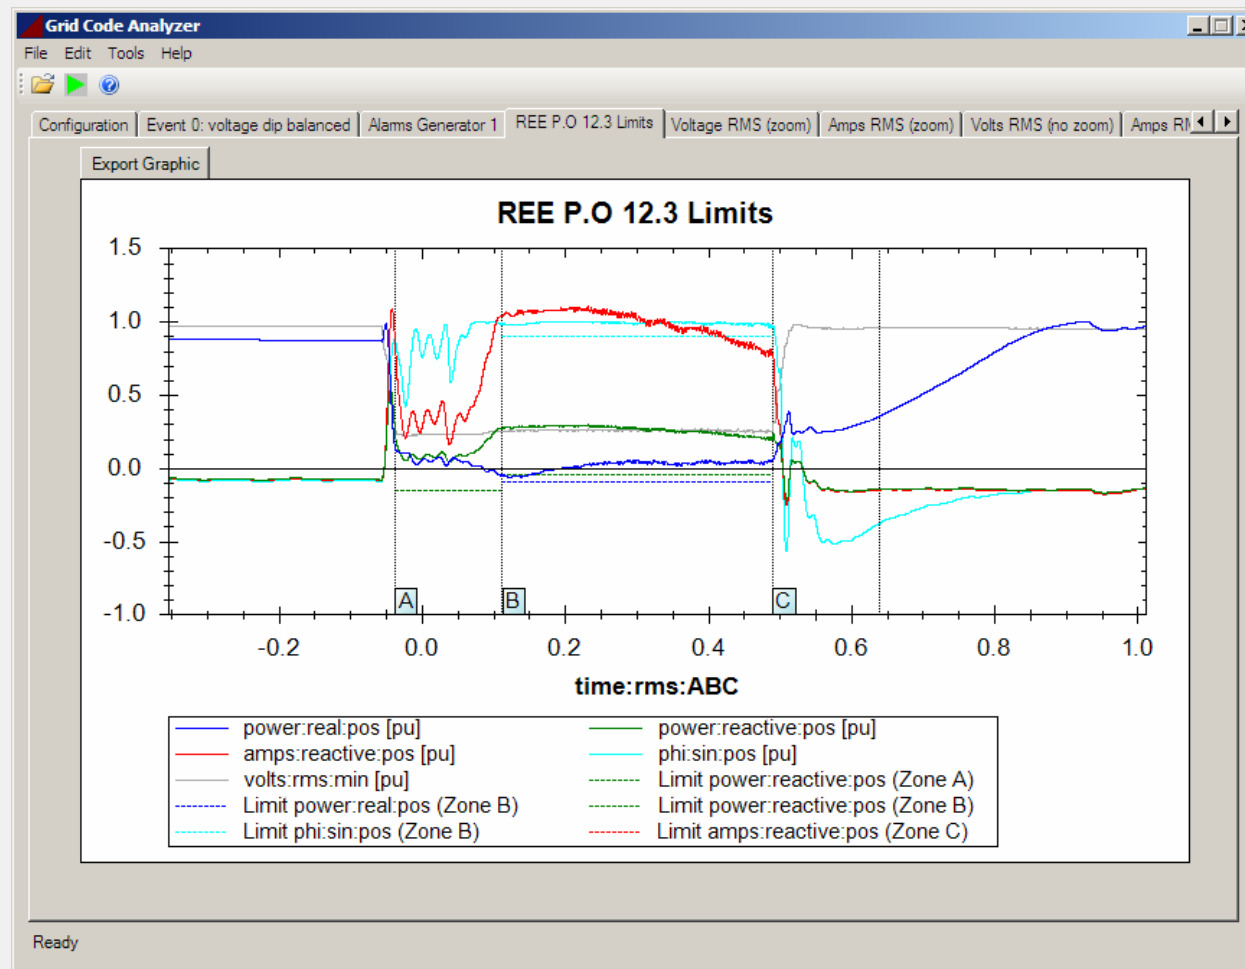 Grid Code Analyzer
File Edit Tools Help
Configuration Event 0: voltage dip balanced Alarms Generator 1 REE P.O 12.3 Limits Voltage RMS (zoom) Amps RMS (zoom) Volts RMS (no zoom) Amps
Export Graphic
REE P.O 12.3 Limits
1.5
1.0
0.5
0.0
-0.5
-1.0
A B C
-0.2 0.0 0.2 0.4 0.6 0.8 1.0
time:rms:ABC
power:real:pos [pu] power:reactive:pos [pu]
amps:reactive:pos [pu] phi:sin:pos [pu]
volts:rms:min [pu] Limit power:reactive:pos (Zone A)
Limit power:real:pos (Zone B) Limit power:reactive:pos (Zone B)
Limit phi:sin:pos (Zone B) Limit amps:reactive:pos (Zone C)
Ready